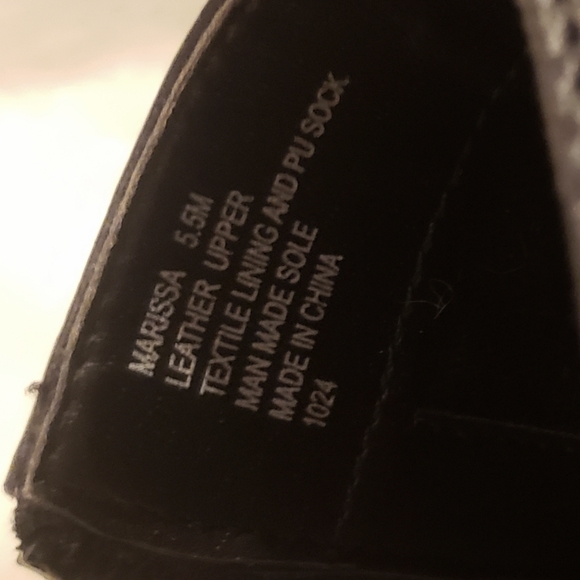 MARISSA 5.5M
LEATHER UPPER
TEXTILE LINING AND PU SOCK
MAN MADE SOLE
MADE IN CHINA
1024